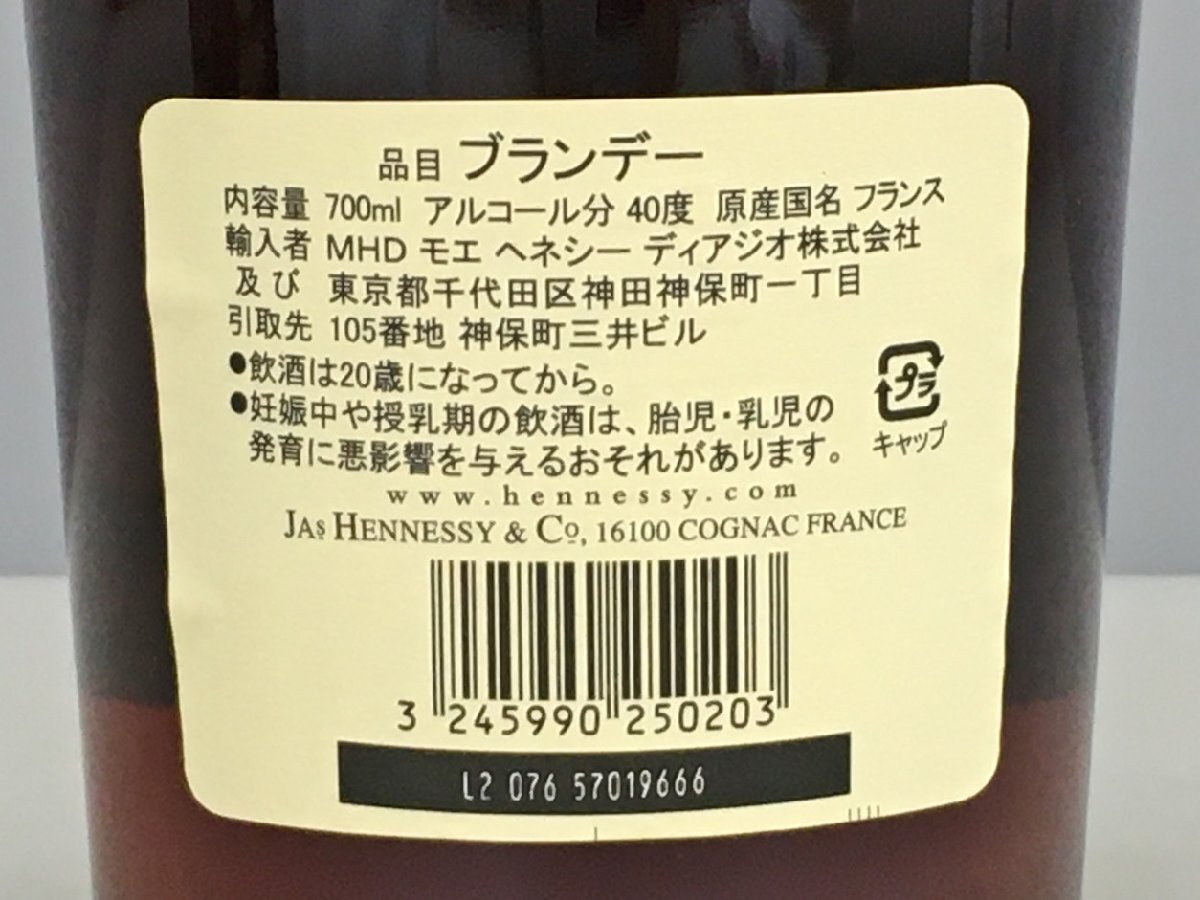 品目 ブランデー
内容量 700ml アルコール分 40度 原産国名 フランス
輸入者 MHD モエ ヘネシー ディアジオ株式会社
及び 東京都千代田区神田神保町一丁目
引取先 105番地 神保町三井ビル
●飲酒は20歳になってから。
●妊娠中や授乳期の飲酒は、胎児・乳児の
発育に悪影響を与えるおそれがあります。
プラ
キャップ
www.hennessy.com
JAS HENNESSY & Cº, 16100 COGNAC FRANCE
3 245990 250203
L2 076 57019666